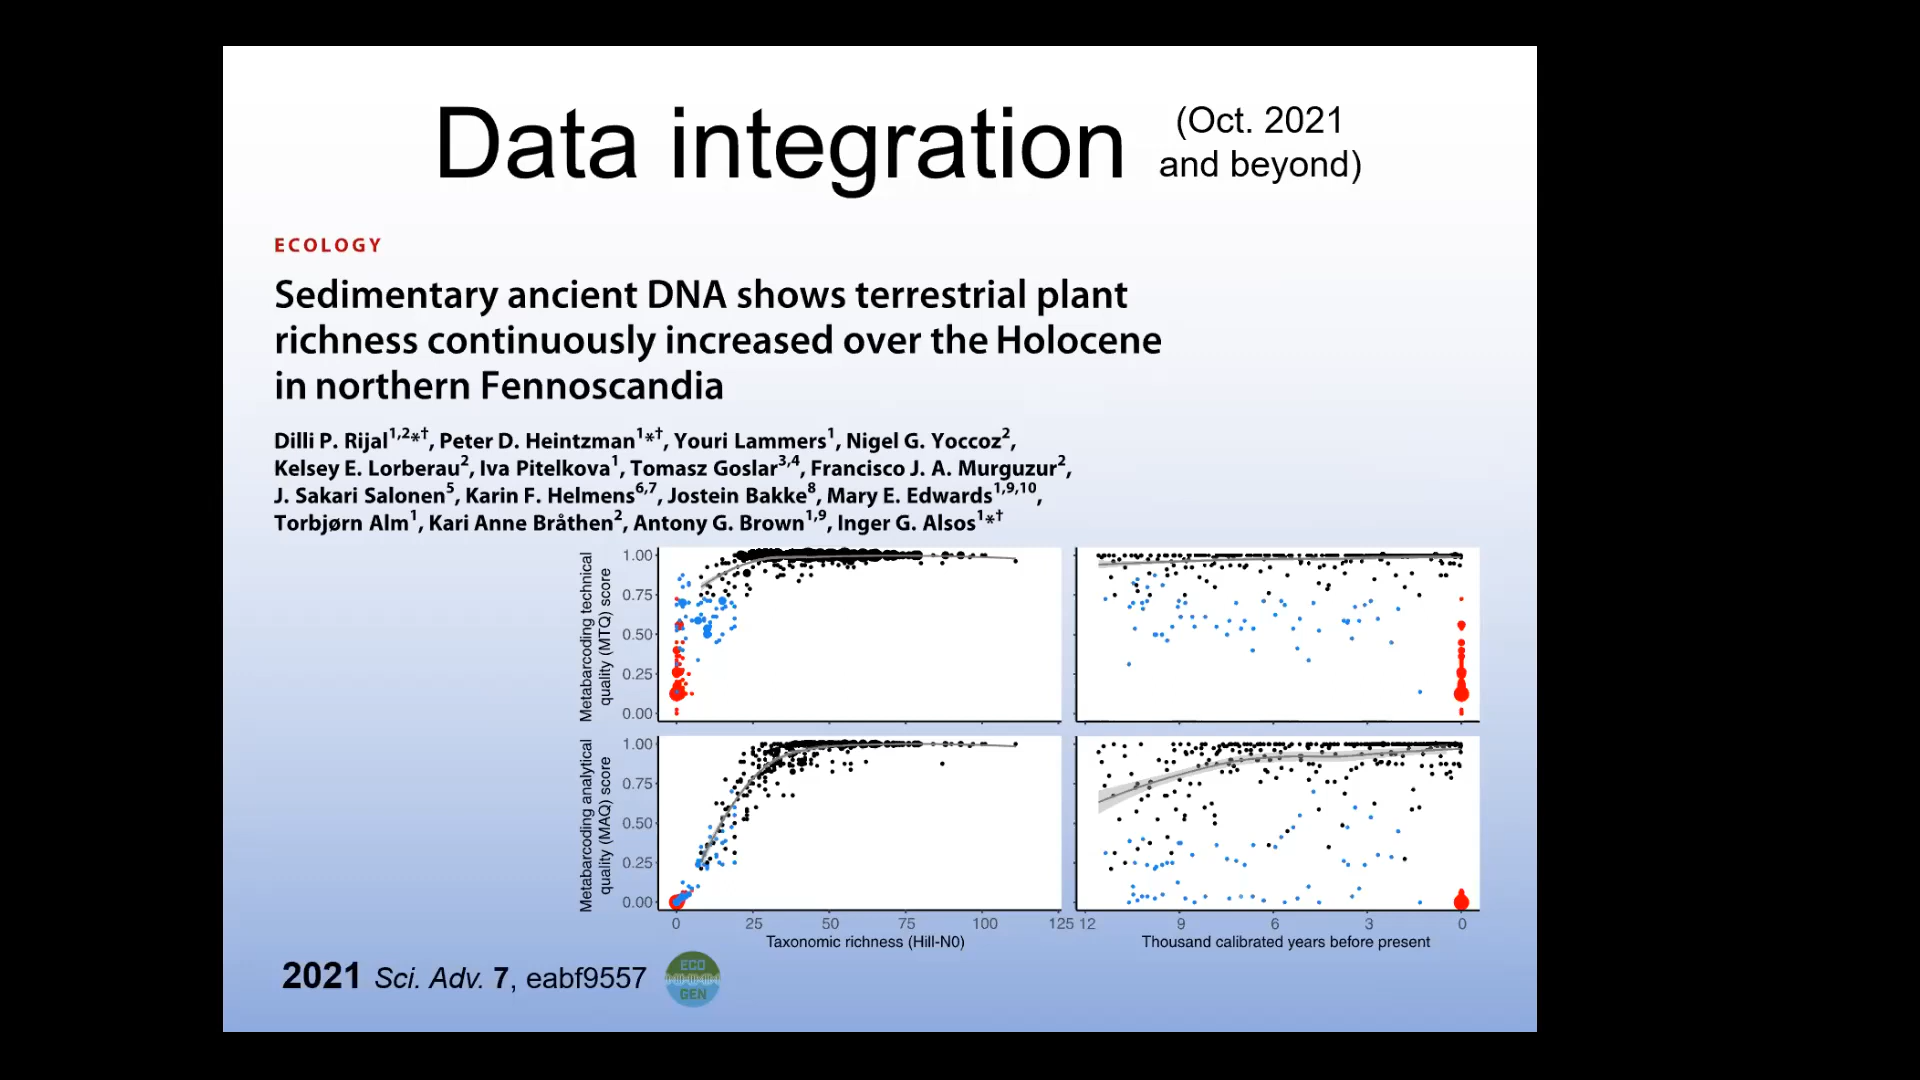 Data integration
(Oct. 2021
and beyond)
ECOLOGY
Sedimentary ancient DNA shows terrestrial plant
richness continuously increased over the Holocene
in northern Fennoscandia
Dilli P. Rijal1,2*†, Peter D. Heintzman1*†, Youri Lammers1, Nigel G. Yoccoz2,
Kelsey E. Lorberau2, Iva Pitelkova1, Tomasz Goslar3,4, Francisco J. A. Murguzur2,
J. Sakari Salonen5, Karin F. Helmens6,7, Jostein Bakke8, Mary E. Edwards1,9,10,
Torbjørn Alm1, Kari Anne Bråthen2, Antony G. Brown1,9, Inger G. Alsos1*†
Metabarcoding technical
quality (MTQ) score
1.00
0.75
0.50
0.25
0.00
Metabarcoding analytical
quality (MAQ) score
1.00
0.75
0.50
0.25
0.00
0 25 50 75 100 125
12 9 6 3 0
Taxonomic richness (Hill-N0)
Thousand calibrated years before present
2021 Sci. Adv. 7, eabf9557
ECO
GEN